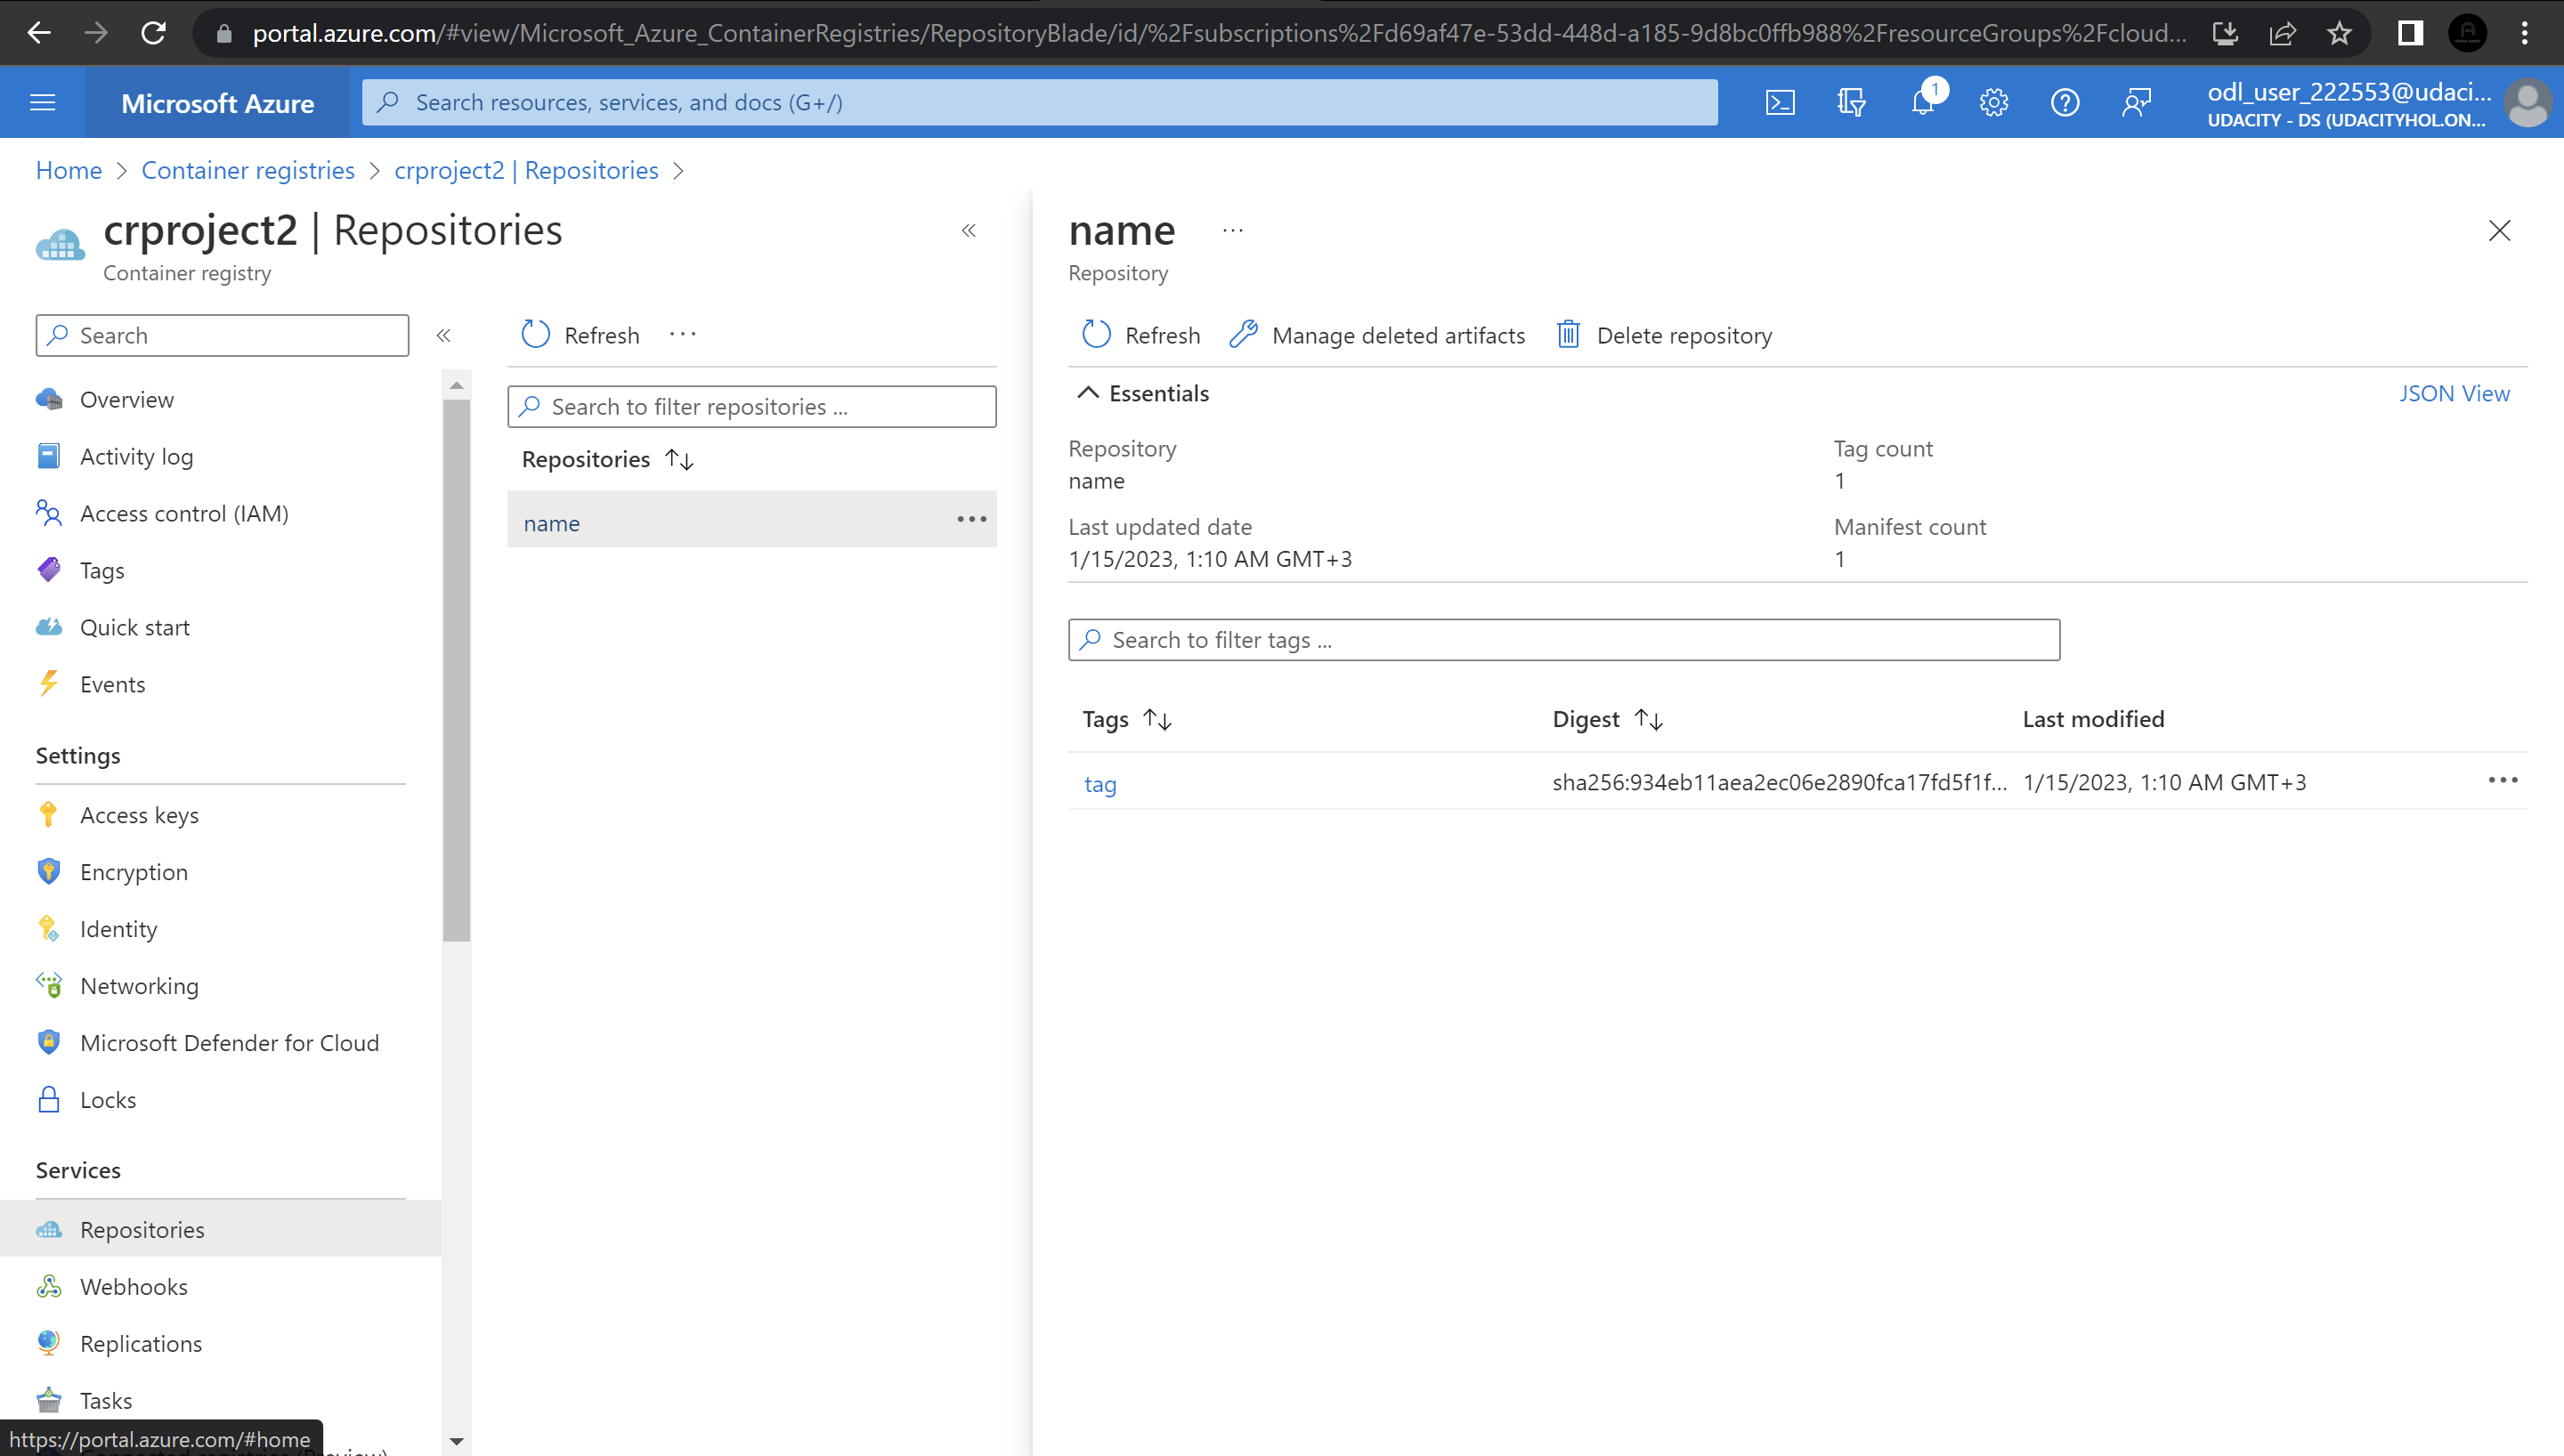 portal.azure.com/#view/Microsoft_Azure_ContainerRegistries/RepositoryBlade/id/%2Fsubscriptions%2Fd69af47e-53dd-448d-a185-9d8bc0ffb988%2FresourceGroups%2Fcloud...
Microsoft Azure
Search resources, services, and docs (G+/)
1
odl_user_222553@udaci...
UDACITY - DS (UDACITYHOL.ON...
Home > Container registries > crproject2 | Repositories >
crproject2 | Repositories
Container registry
Search
Overview
Activity log
Access control (IAM)
Tags
Quick start
Events
Settings
Access keys
Encryption
Identity
Networking
Microsoft Defender for Cloud
Locks
Services
Repositories
Webhooks
Replications
Tasks
https://portal.azure.com/#home
Refresh
Search to filter repositories ...
Repositories
name
name
Repository
Refresh
Manage deleted artifacts
Delete repository
Essentials
JSON View
Repository
name
Tag count
1
Last updated date
1/15/2023, 1:10 AM GMT+3
Manifest count
1
Search to filter tags ...
Tags Digest Last modified
tag sha256:934eb11aea2ec06e2890fca17fd5f1f... 1/15/2023, 1:10 AM GMT+3